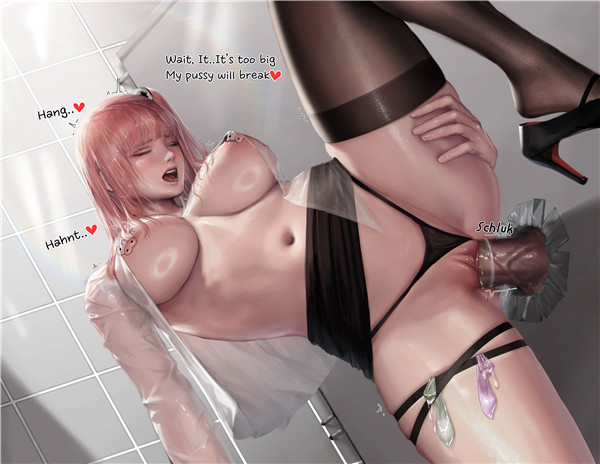 Wait, It..It's too big
My pussy will break❤
Hang..❤
Hahnt..❤
Schluk